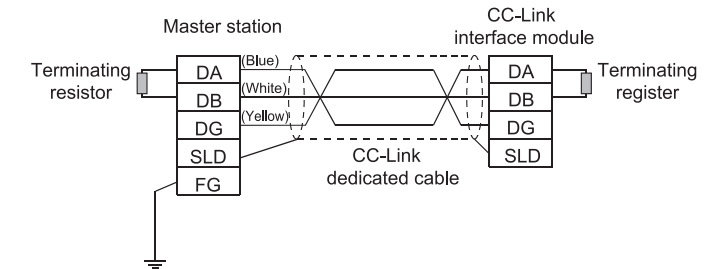 Master station
CC-Link
interface module
Terminating
resistor
DA
(Blue)
DB
(White)
DG
(Yellow)
SLD
FG
CC-Link
dedicated cable
DA
DB
DG
SLD
Terminating
register